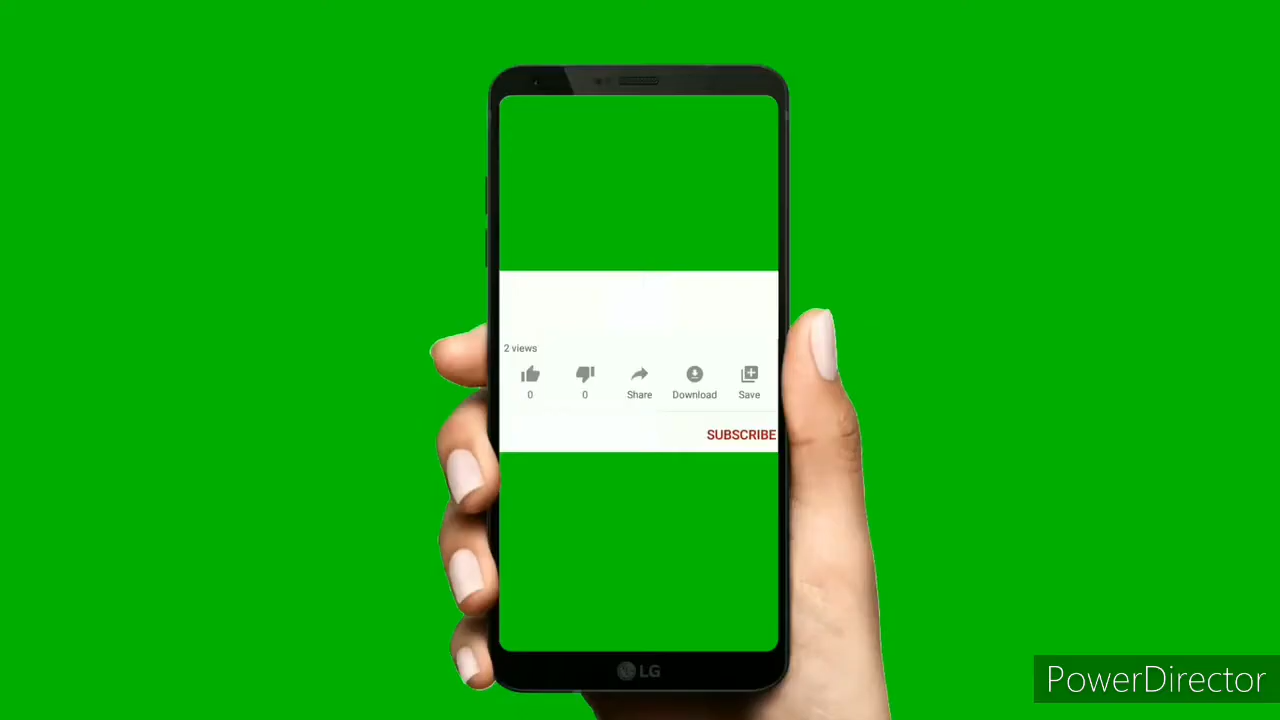 2 views
0 0 Share Download Save
SUBSCRIBE
LG
PowerDirector